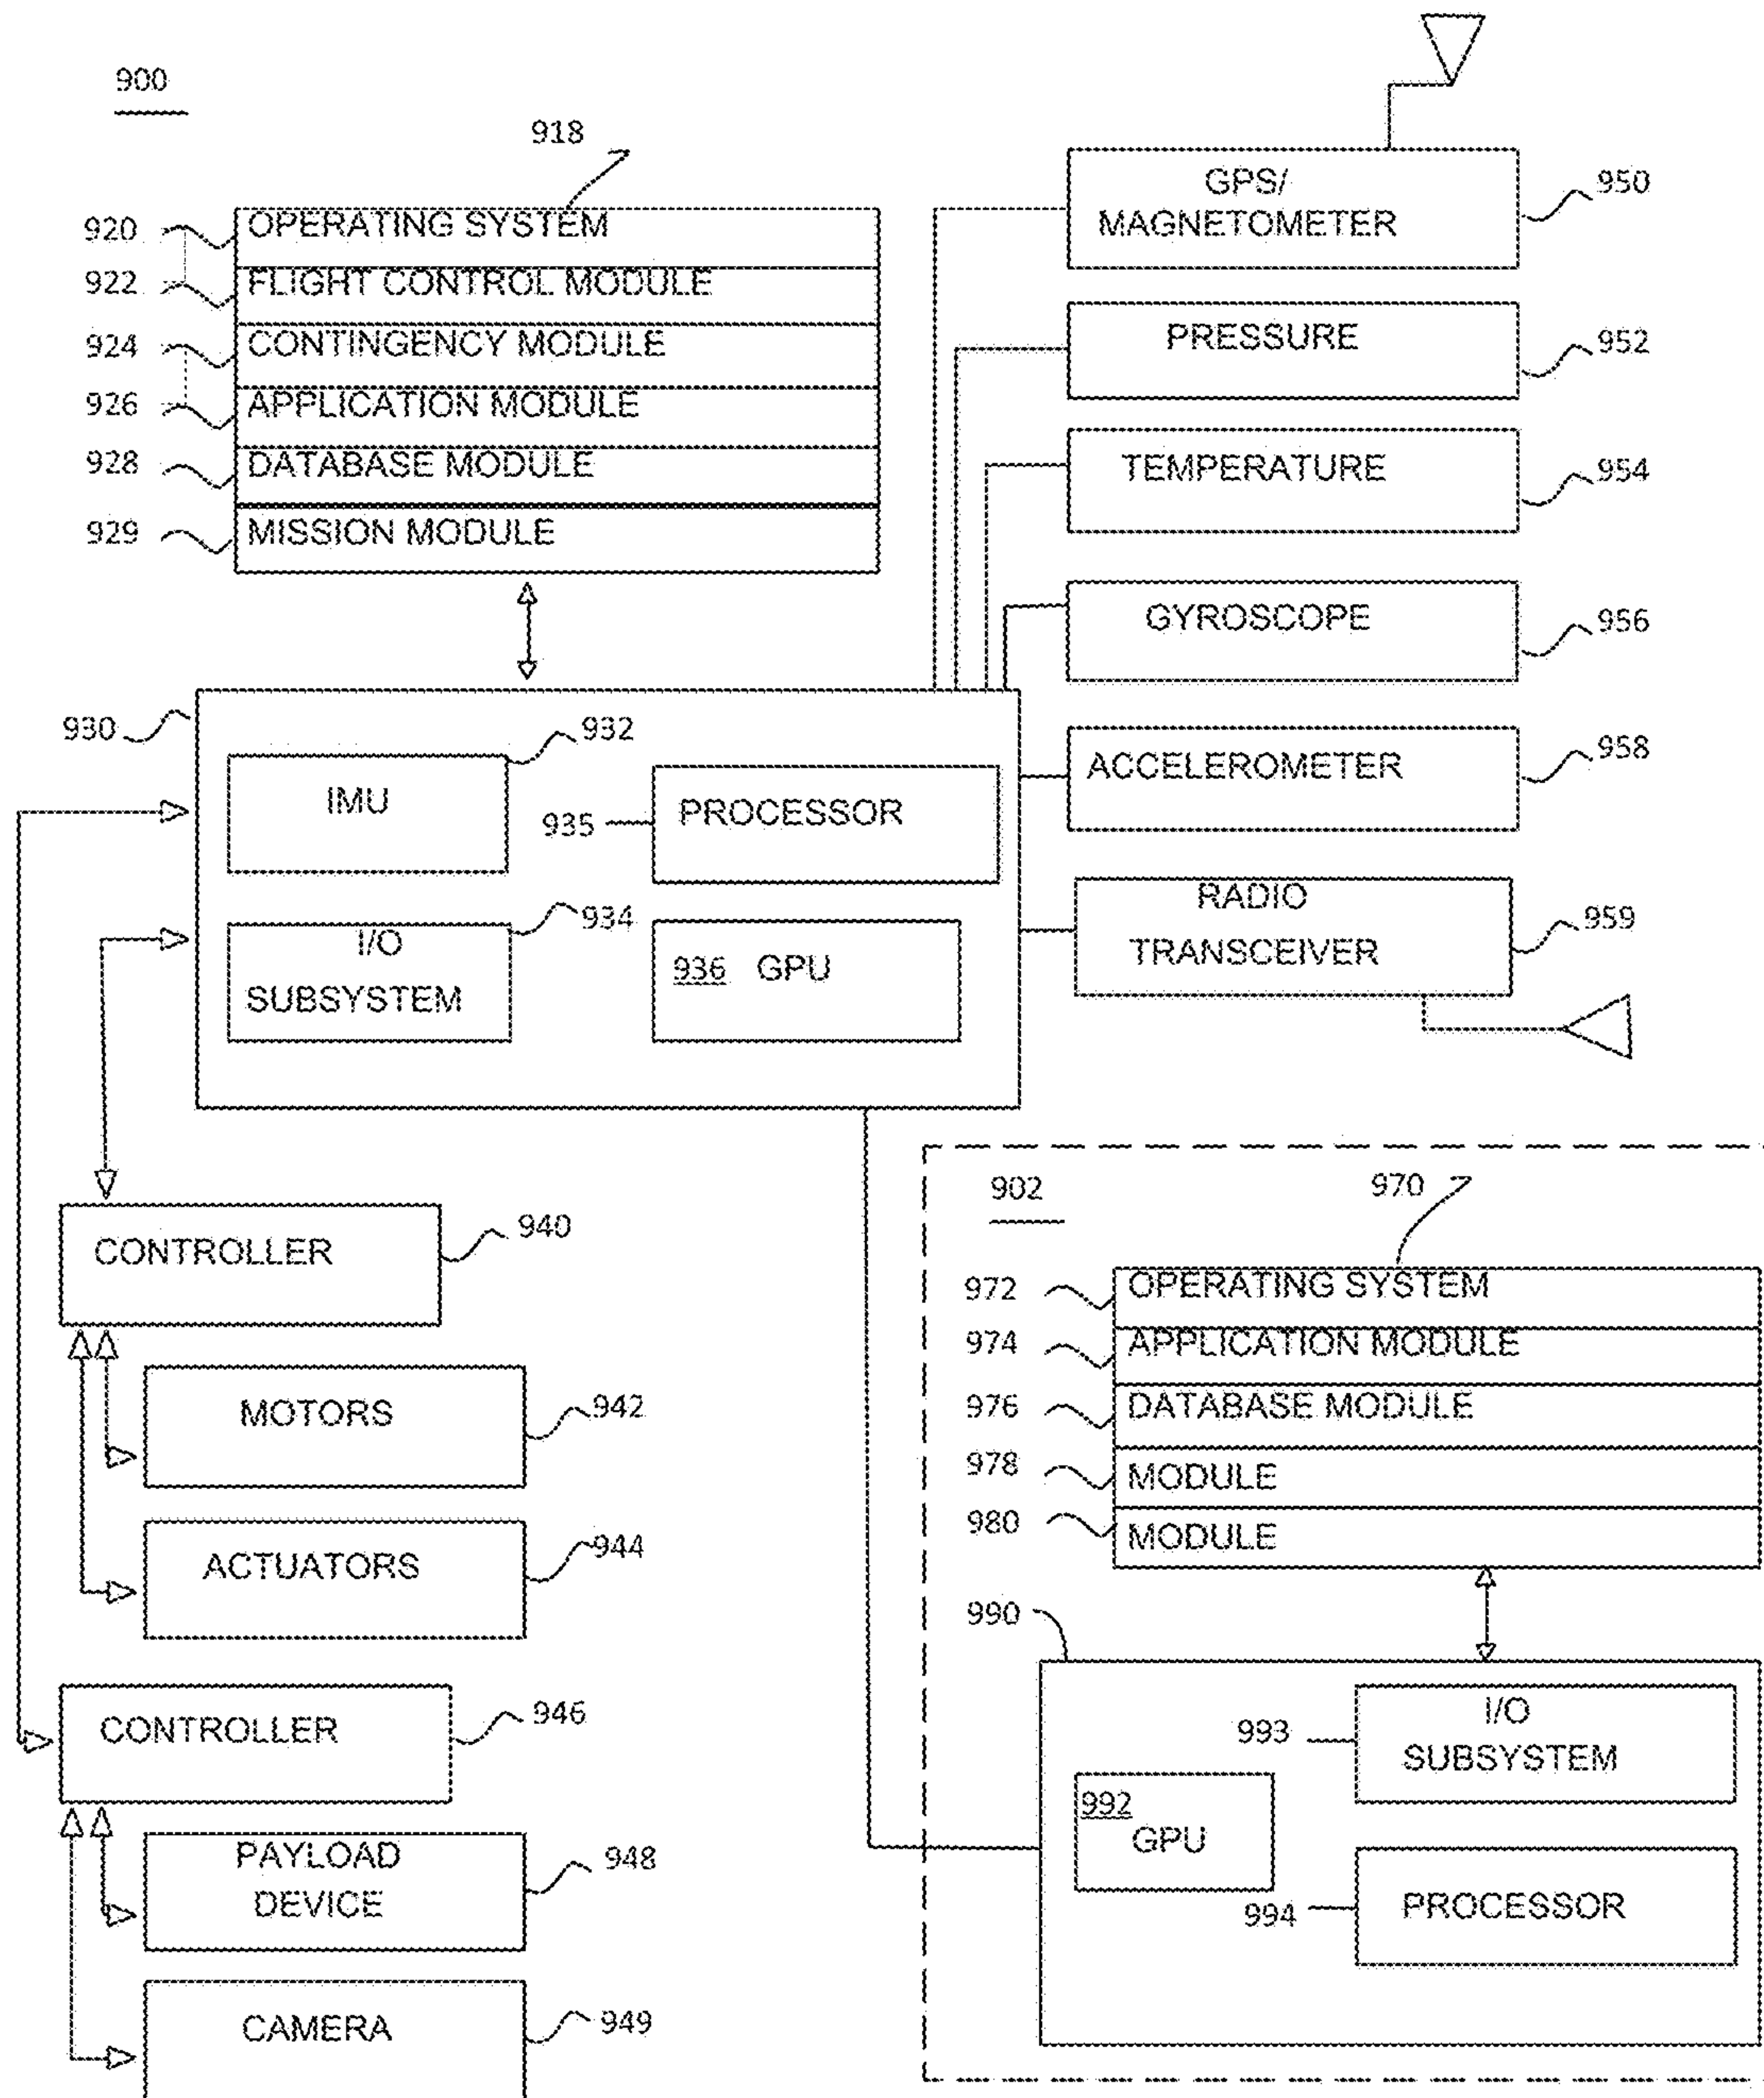 900
918
920
OPERATING SYSTEM
922
FLIGHT CONTROL MODULE
924
CONTINGENCY MODULE
926
APPLICATION MODULE
928
DATABASE MODULE
929
MISSION MODULE
GPS/
MAGNETOMETER
950
PRESSURE
952
TEMPERATURE
954
GYROSCOPE
956
ACCELEROMETER
958
RADIO
TRANSCEIVER
959
930
932
IMU
935
PROCESSOR
934
I/O
SUBSYSTEM
936 GPU
CONTROLLER
940
MOTORS
942
ACTUATORS
944
CONTROLLER
946
PAYLOAD
DEVICE
948
CAMERA
949
902
970
972
OPERATING SYSTEM
974
APPLICATION MODULE
976
DATABASE MODULE
978
MODULE
980
MODULE
990
993
I/O
SUBSYSTEM
992
GPU
994
PROCESSOR